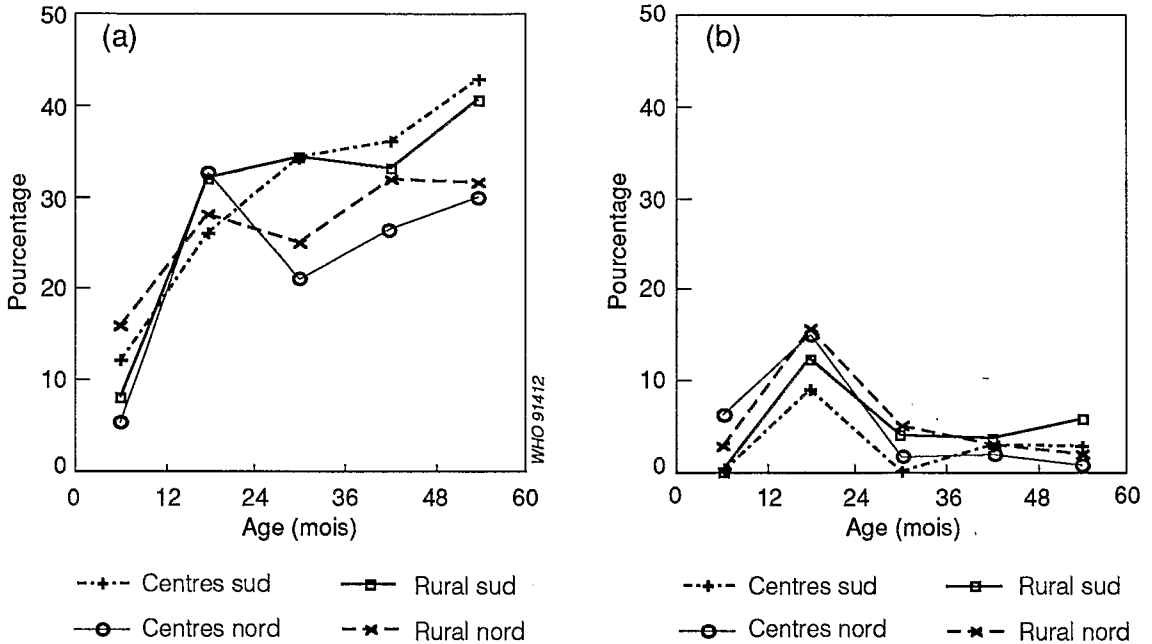 (a)
Pourcentage
50
40
30
20
10
0
0 12 24 36 48 60
Age (mois)
WHO 91412
Centres sud
Rural sud
Centres nord
Rural nord
(b)
Pourcentage
50
40
30
20
10
0
0 12 24 36 48 60
Age (mois)
Centres sud
Rural sud
Centres nord
Rural nord